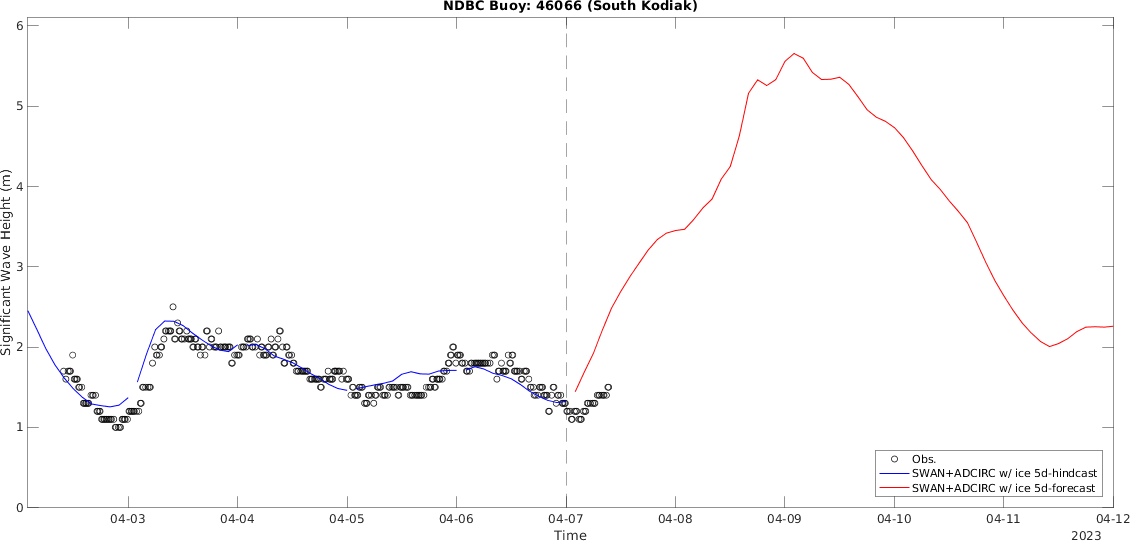 NDBC Buoy: 46066 (South Kodiak)
6
5
4
3
2
1
0
Significant Wave Height (m)
Obs.
SWAN+ADCIRC w/ ice 5d-hindcast
SWAN+ADCIRC w/ ice 5d-forecast
04-03 04-04 04-05 04-06 04-07 04-08 04-09 04-10 04-11 04-12
Time
2023